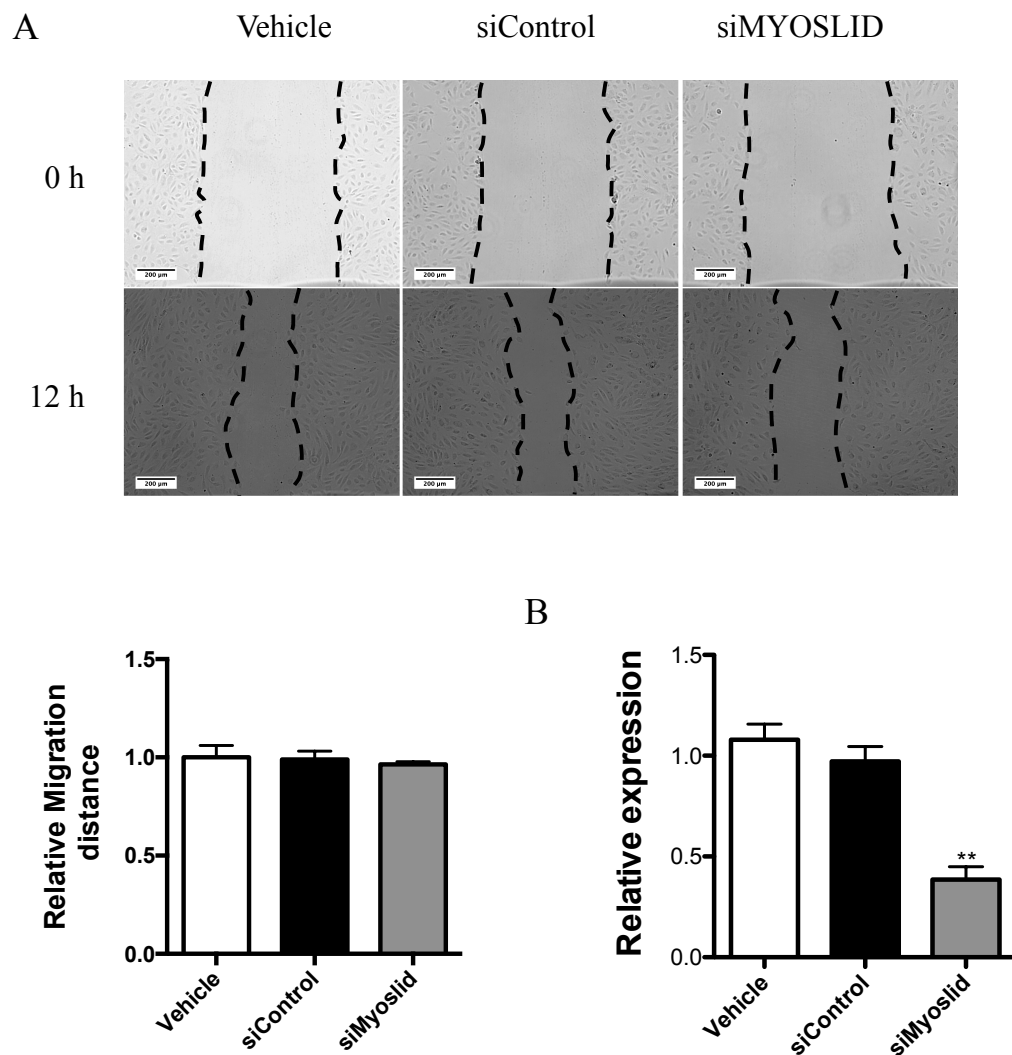 A
Vehicle siControl siMYOSLID
0 h
200 µm 200 µm 200 µm
12 h
200 µm 200 µm 200 µm
B
Relative Migration
distance
1.5
1.0
0.5
0.0
Vehicle
siControl
siMyoslid
Relative expression
1.5
1.0
0.5
0.0
**
Vehicle
siControl
siMyoslid